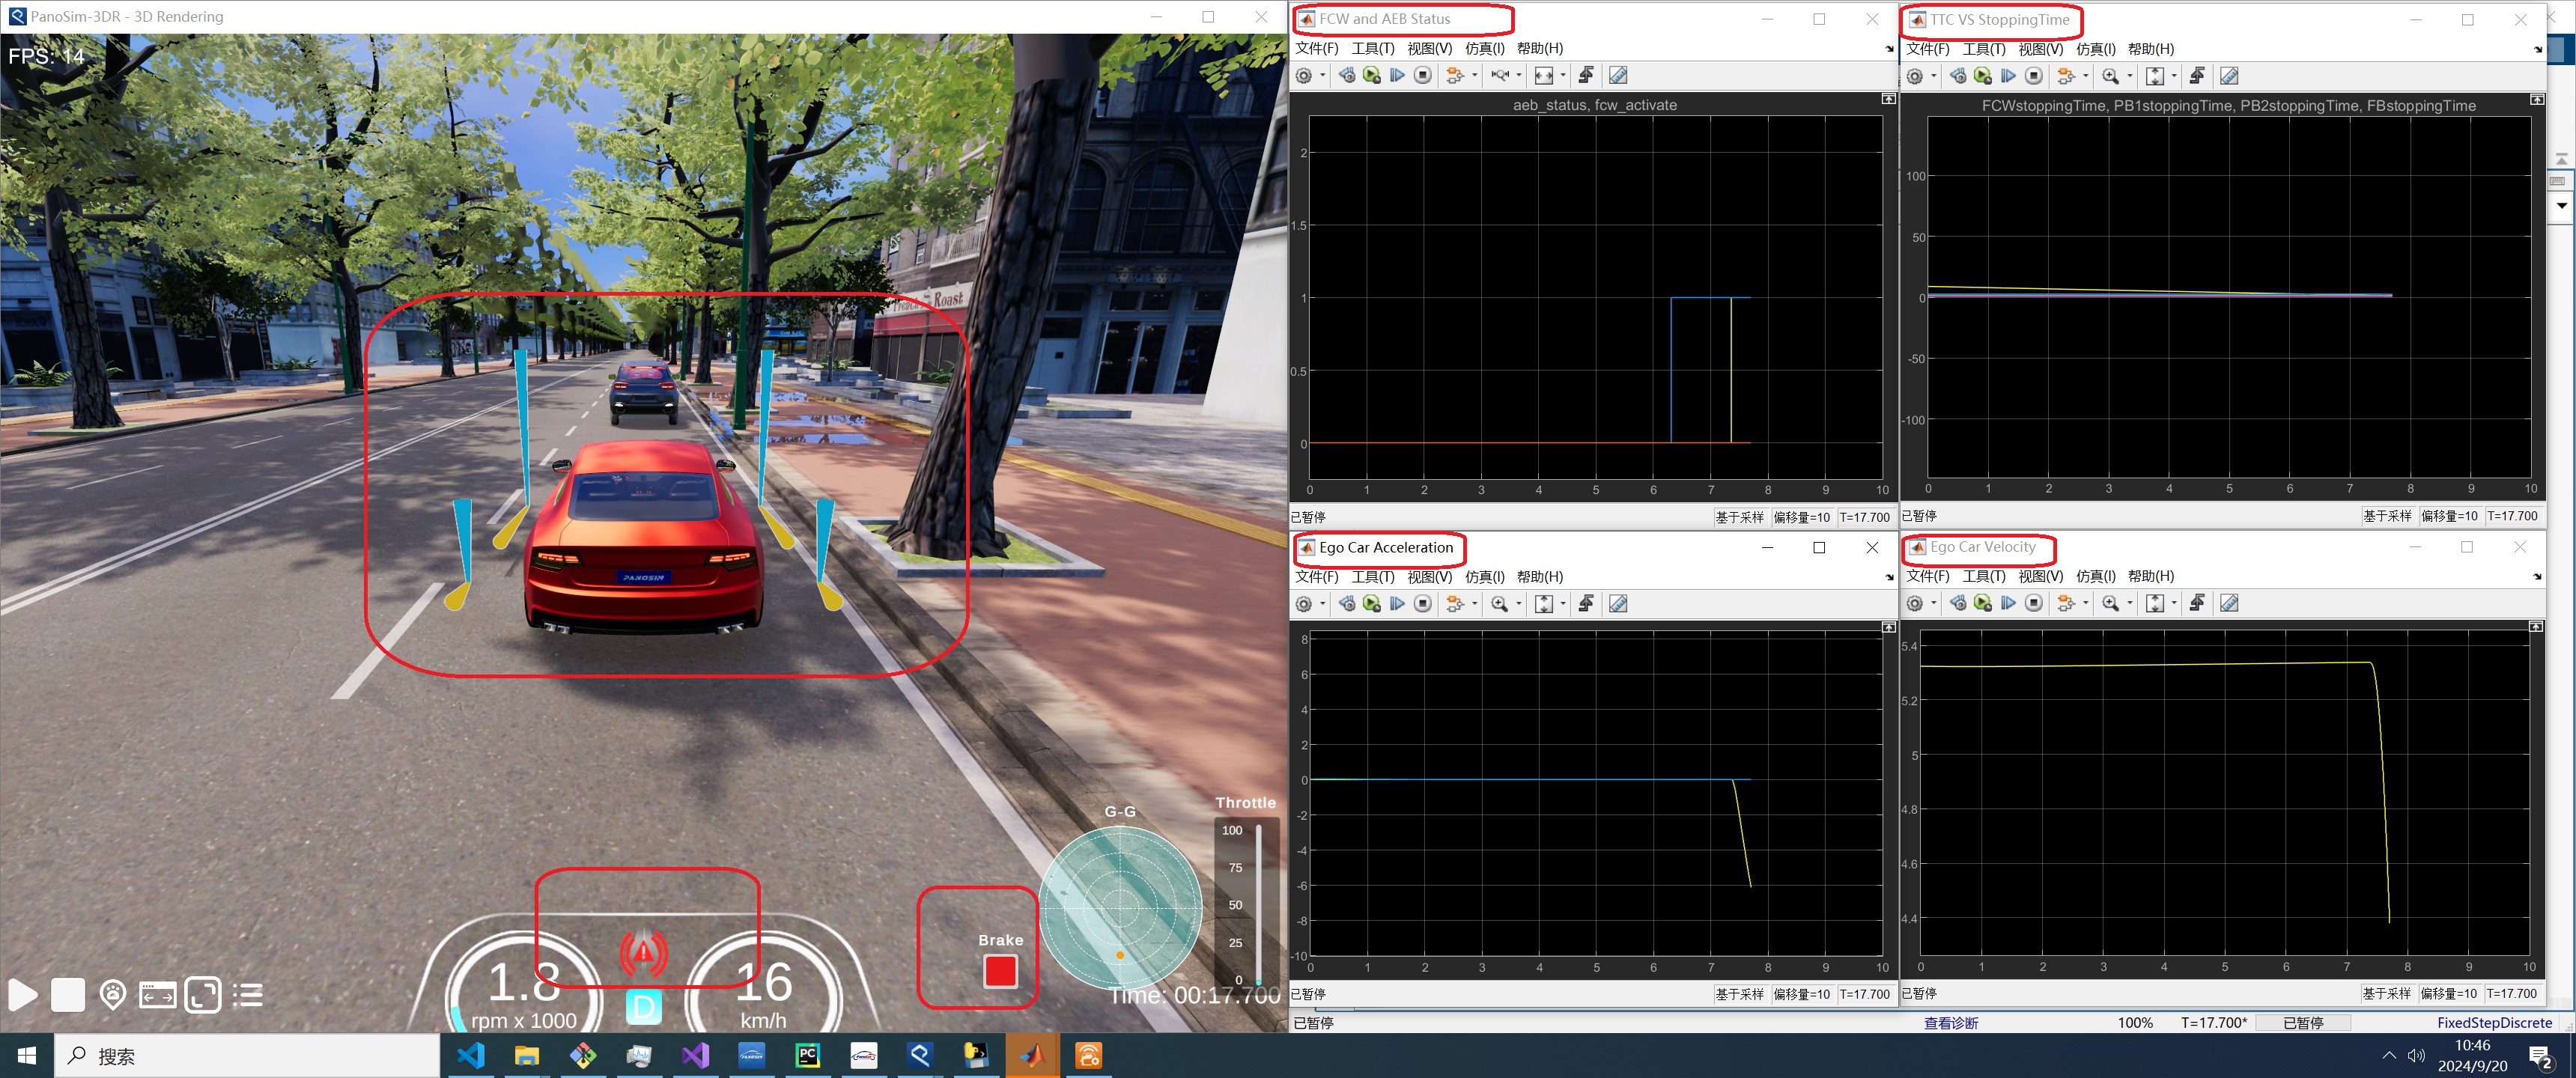 PanoSim-3DR - 3D Rendering
FPS: 14
Roast
PANOSIM
G-G
Throttle
100
75
50
25
0
Brake
1.8
rpm x 1000
D
16
km/h
Time: 00:17.700
FCW and AEB Status
文件(F) 工具(T) 视图(V) 仿真(I) 帮助(H)
aeb_status, fcw_activate
2
1.5
1
0.5
0
0 1 2 3 4 5 6 7 8 9 10
已暂停 基于采样 偏移量=10 T=17.700
TTC VS StoppingTime
文件(F) 工具(T) 视图(V) 仿真(I) 帮助(H)
FCWstoppingTime, PB1stoppingTime, PB2stoppingTime, FBstoppingTime
100
50
0
-50
-100
0 1 2 3 4 5 6 7 8 9 10
已暂停 基于采样 偏移量=10 T=17.700
Ego Car Acceleration
文件(F) 工具(T) 视图(V) 仿真(I) 帮助(H)
8
6
4
2
0
-2
-4
-6
-8
-10
0 1 2 3 4 5 6 7 8 9 10
已暂停 基于采样 偏移量=10 T=17.700
Ego Car Velocity
文件(F) 工具(T) 视图(V) 仿真(I) 帮助(H)
5.4
5.2
5
4.8
4.6
4.4
0 1 2 3 4 5 6 7 8 9 10
已暂停 基于采样 偏移量=10 T=17.700
已暂停 查看诊断 100% T=17.700* 已暂停 FixedStepDiscrete
搜索
PC
10:46
2024/9/20
2